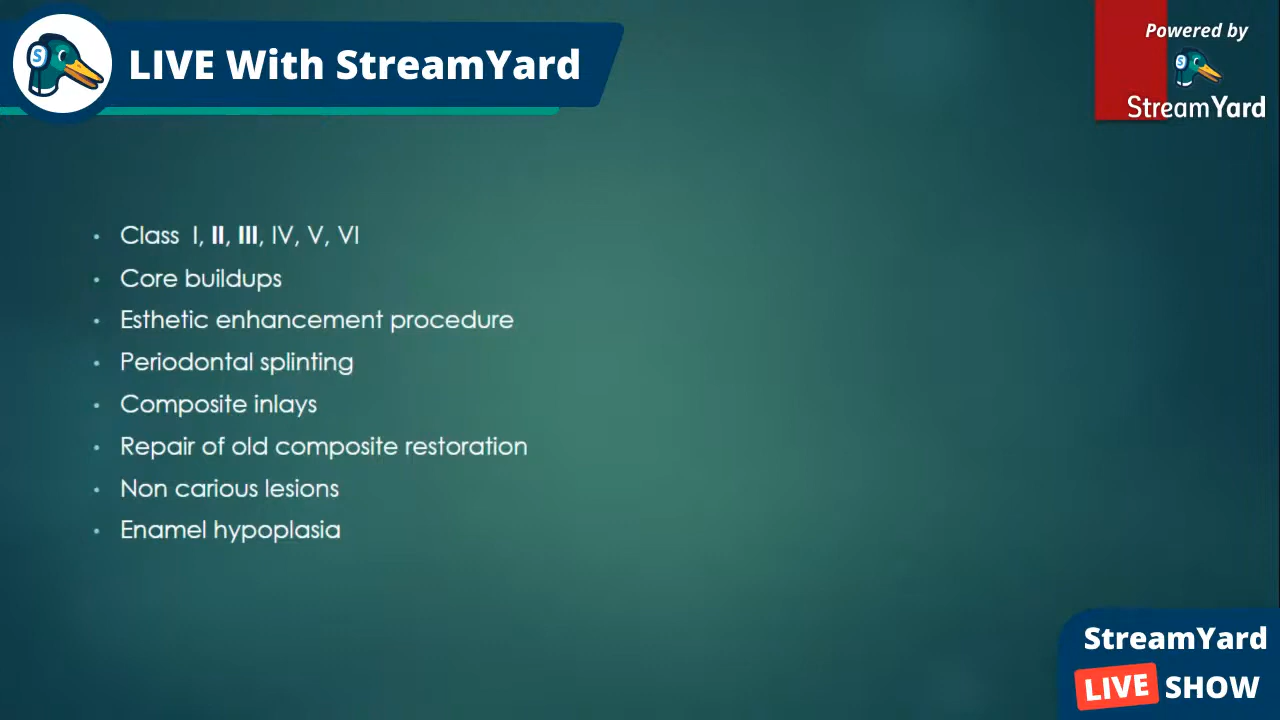 LIVE With StreamYard
Powered by
StreamYard
• Class I, II, III, IV, V, VI
• Core buildups
• Esthetic enhancement procedure
• Periodontal splinting
• Composite inlays
• Repair of old composite restoration
• Non carious lesions
• Enamel hypoplasia
StreamYard
LIVE SHOW